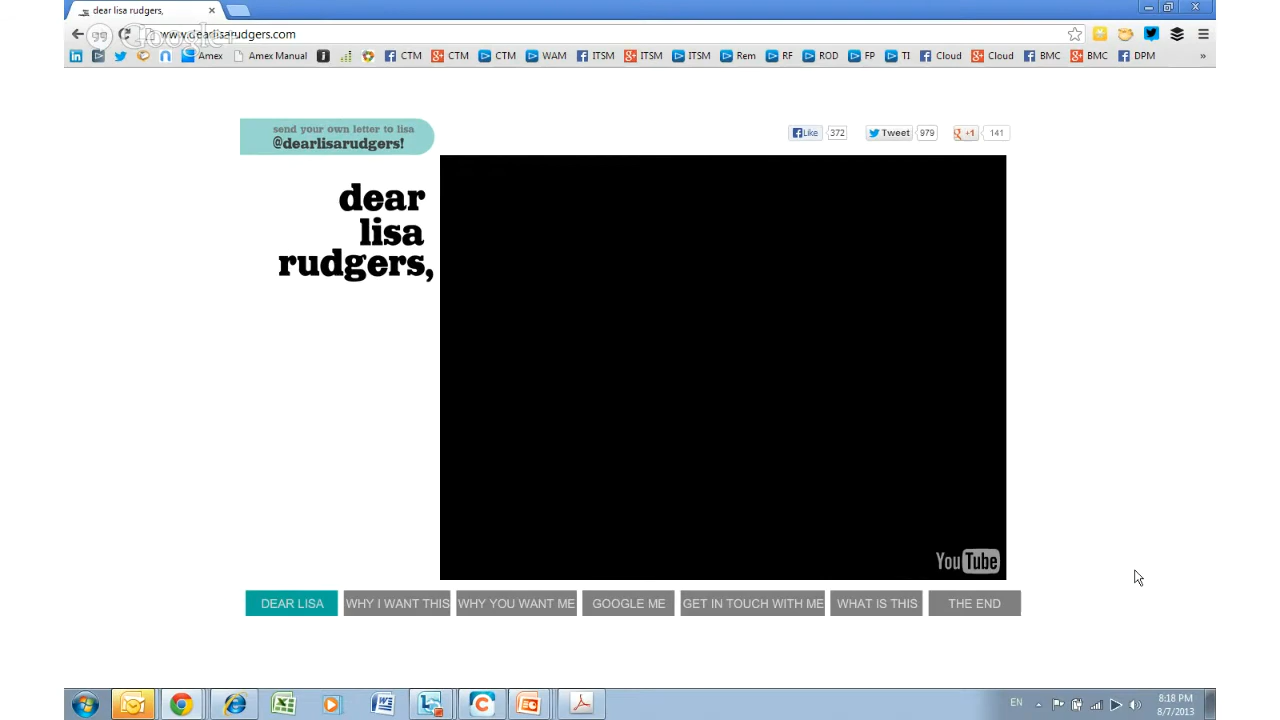 dear lisa rudgers,
www.dearlisarudgers.com
Google+
Amex
Amex Manual
CTM
CTM
CTM
WAM
ITSM
ITSM
ITSM
Rem
RF
ROD
FP
TI
Cloud
Cloud
BMC
BMC
DPM
»
send your own letter to lisa
@dearlisarudgers!
Like 372
Tweet 979
+1 141
dear
lisa
rudgers,
YouTube
DEAR LISA
WHY I WANT THIS
WHY YOU WANT ME
GOOGLE ME
GET IN TOUCH WITH ME
WHAT IS THIS
THE END
EN
8:18 PM
8/7/2013